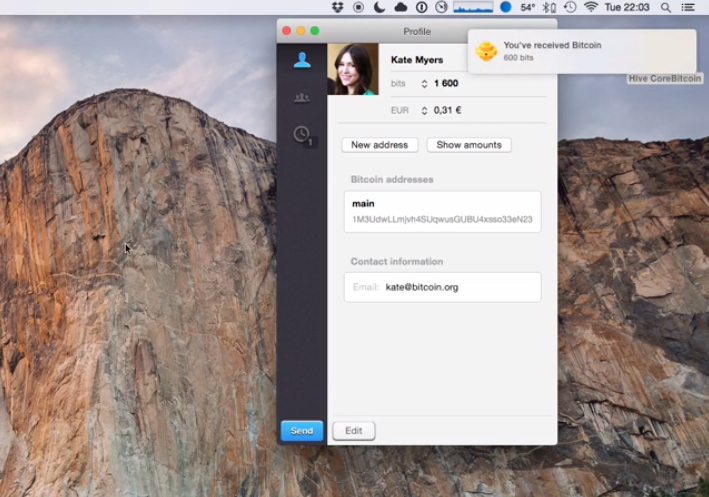 54° Tue 22:03
Profile
You've received Bitcoin
600 bits
Hive CoreBitcoin
Kate Myers
bits 1 600
EUR 0,31 €
1
New address Show amounts
Bitcoin addresses
main
1M3UdwLLmjvh4SUqwusGUBU4xsso33eN23
Contact information
Email: kate@bitcoin.org
Send Edit